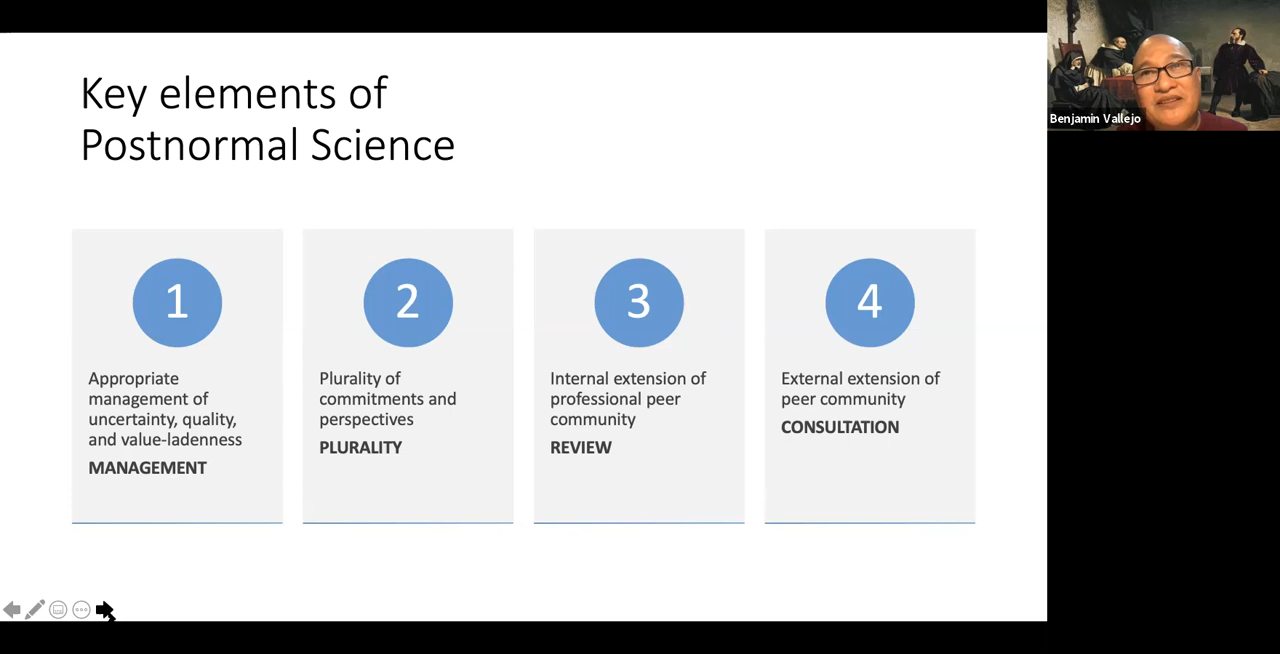 Key elements of
Postnormal Science
1
Appropriate
management of
uncertainty, quality,
and value-ladenness
MANAGEMENT
2
Plurality of
commitments and
perspectives
PLURALITY
3
Internal extension of
professional peer
community
REVIEW
4
External extension of
peer community
CONSULTATION
Benjamin Vallejo